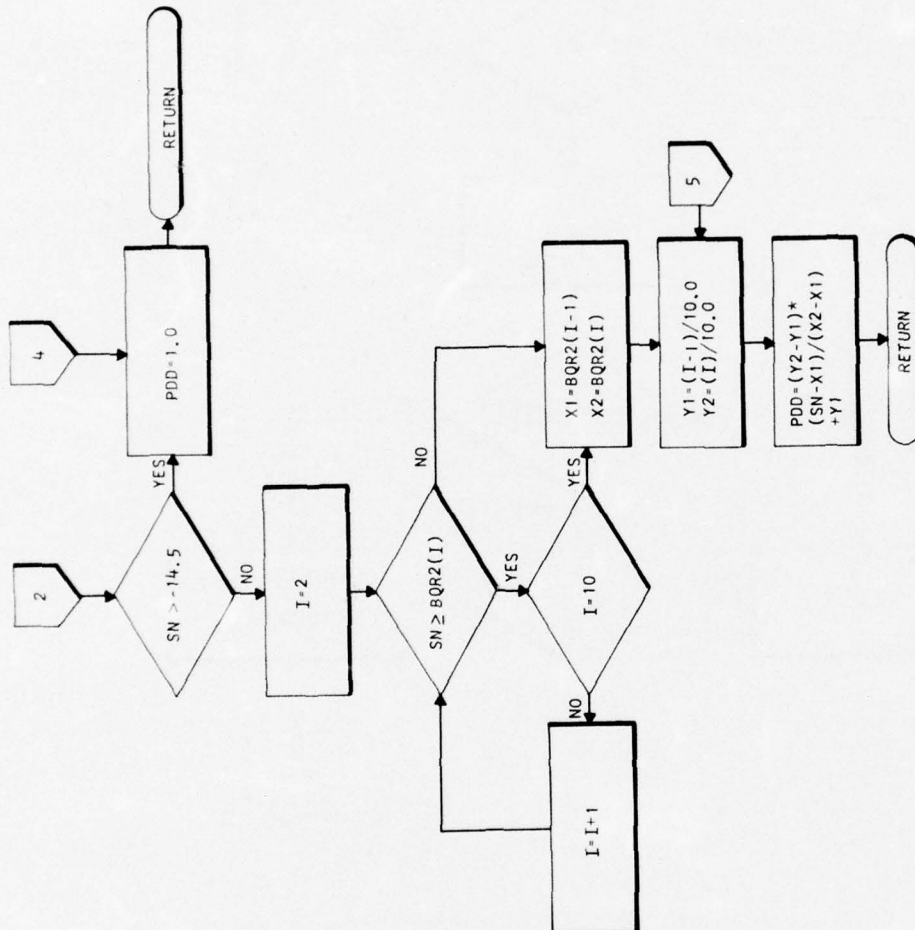 2
4
SN > -14.5
YES
PDD=1.0
RETURN
NO
I=2
SN ≥ BQR2(I)
NO
YES
I=10
NO
I=I+1
YES
X1=BQR2(I-1)
X2=BQR2(I)
5
Y1=(I-1)/10.0
Y2=(I)/10.0
PDD=(Y2-Y1)*
(SN-X1)/(X2-X1)
+Y1
RETURN